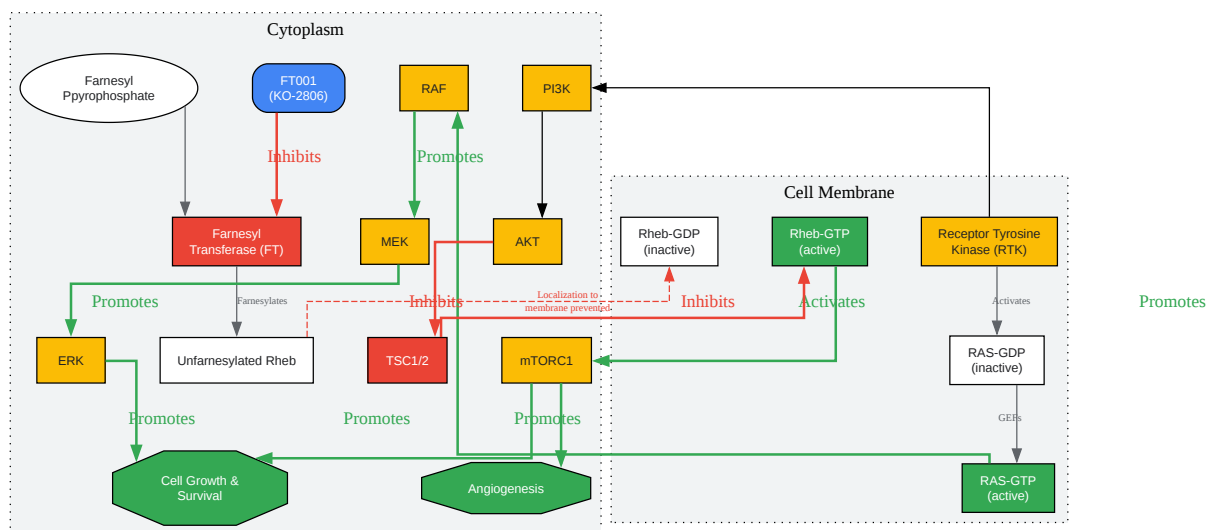 Cytoplasm
Farnesyl
Ppyrophosphate
FT001
(KO-2806)
RAF
PI3K
Inhibits
Promotes
Cell Membrane
Farnesyl
Transferase (FT)
MEK
AKT
Rheb-GDP
(inactive)
Rheb-GTP
(active)
Receptor Tyrosine
Kinase (RTK)
Promotes
Farnesylates
Inhibits
Localization to
membrane prevented
Inhibits
Activates
Activates
Promotes
ERK
Unfarnesylated Rheb
TSC1/2
mTORC1
RAS-GDP
(inactive)
Promotes
Promotes
Promotes
GEFs
Cell Growth &
Survival
Angiogenesis
RAS-GTP
(active)